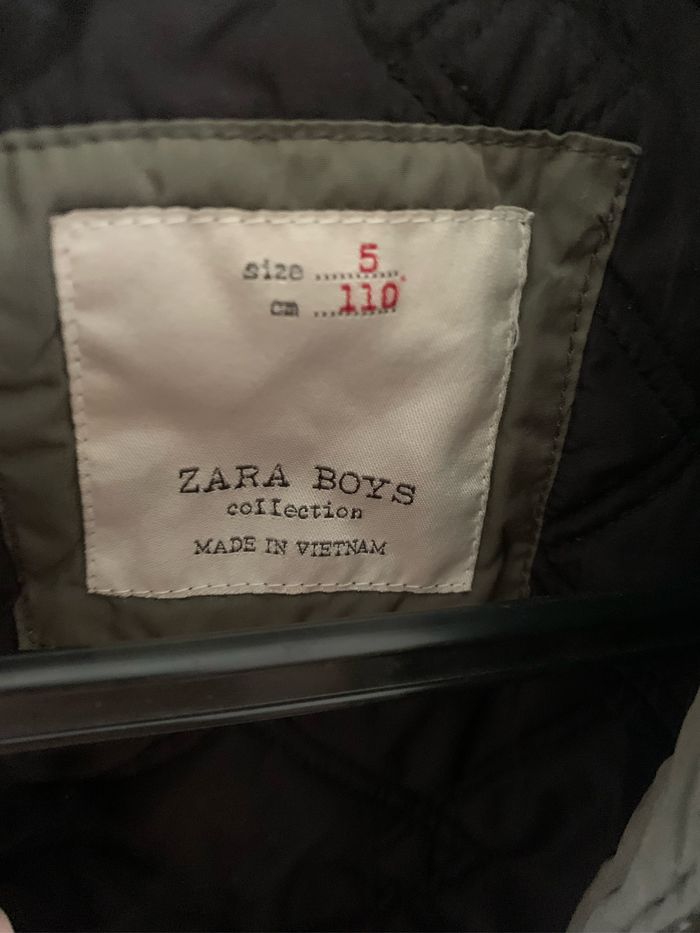 size ........ 5
cm ........ 110
ZARA BOYS
collection
MADE IN VIETNAM